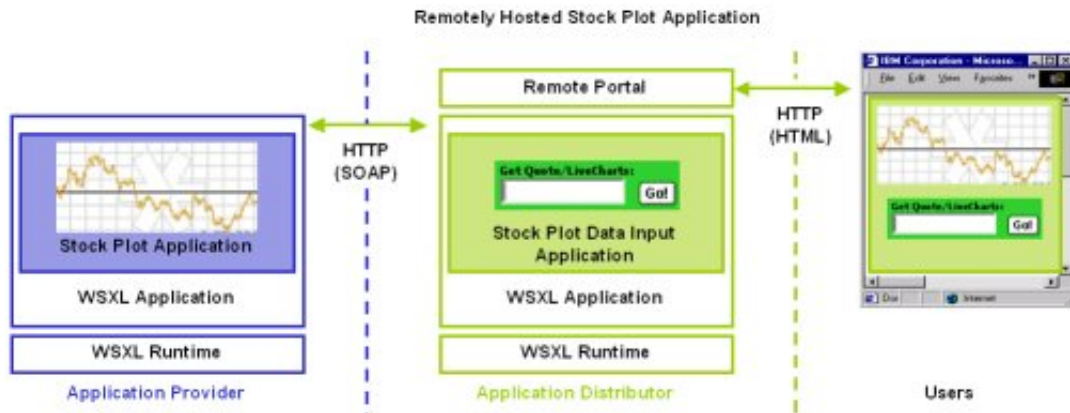 Remotely Hosted Stock Plot Application
Stock Plot Application
WSXL Application
WSXL Runtime
Application Provider
HTTP
(SOAP)
Remote Portal
Get Quote/LiveCharts:
Go!
Stock Plot Data Input
Application
WSXL Application
WSXL Runtime
Application Distributor
HTTP
(HTML)
IBM Corporation - Microso...
File Edit View Favorites
Get Quote/LiveCharts:
Go!
Internet
Users